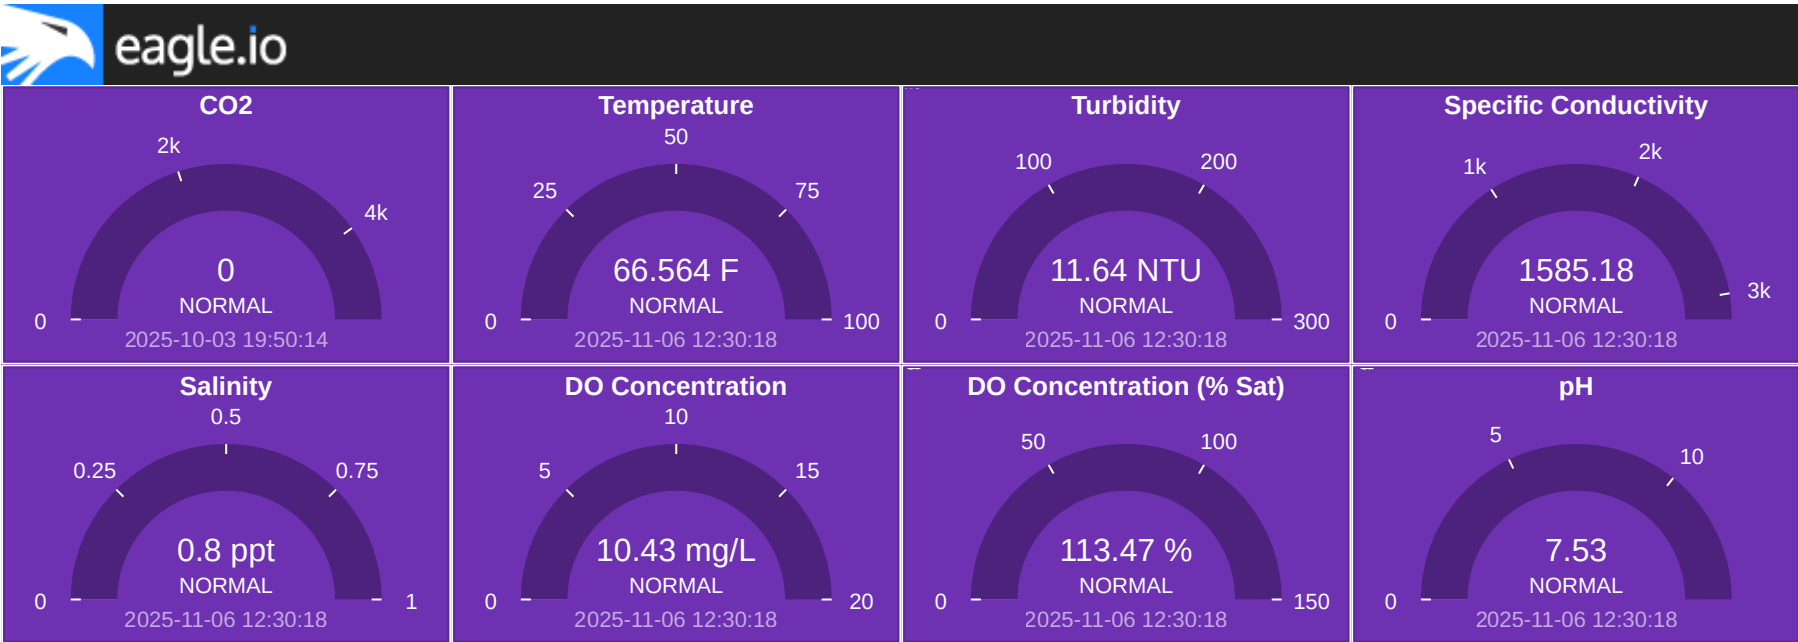 eagle.io
CO2
2k
4k
0
0
NORMAL
2025-10-03 19:50:14
Temperature
50
25
75
66.564 F
NORMAL
0
100
2025-11-06 12:30:18
Turbidity
100
200
11.64 NTU
NORMAL
0
300
2025-11-06 12:30:18
Specific Conductivity
2k
1k
1585.18
3k
NORMAL
0
2025-11-06 12:30:18
Salinity
0.5
0.25
0.75
0.8 ppt
NORMAL
0
1
2025-11-06 12:30:18
DO Concentration
10
5
15
10.43 mg/L
NORMAL
0
20
2025-11-06 12:30:18
DO Concentration (% Sat)
50
100
113.47 %
NORMAL
0
150
2025-11-06 12:30:18
pH
5
10
7.53
NORMAL
0
2025-11-06 12:30:18